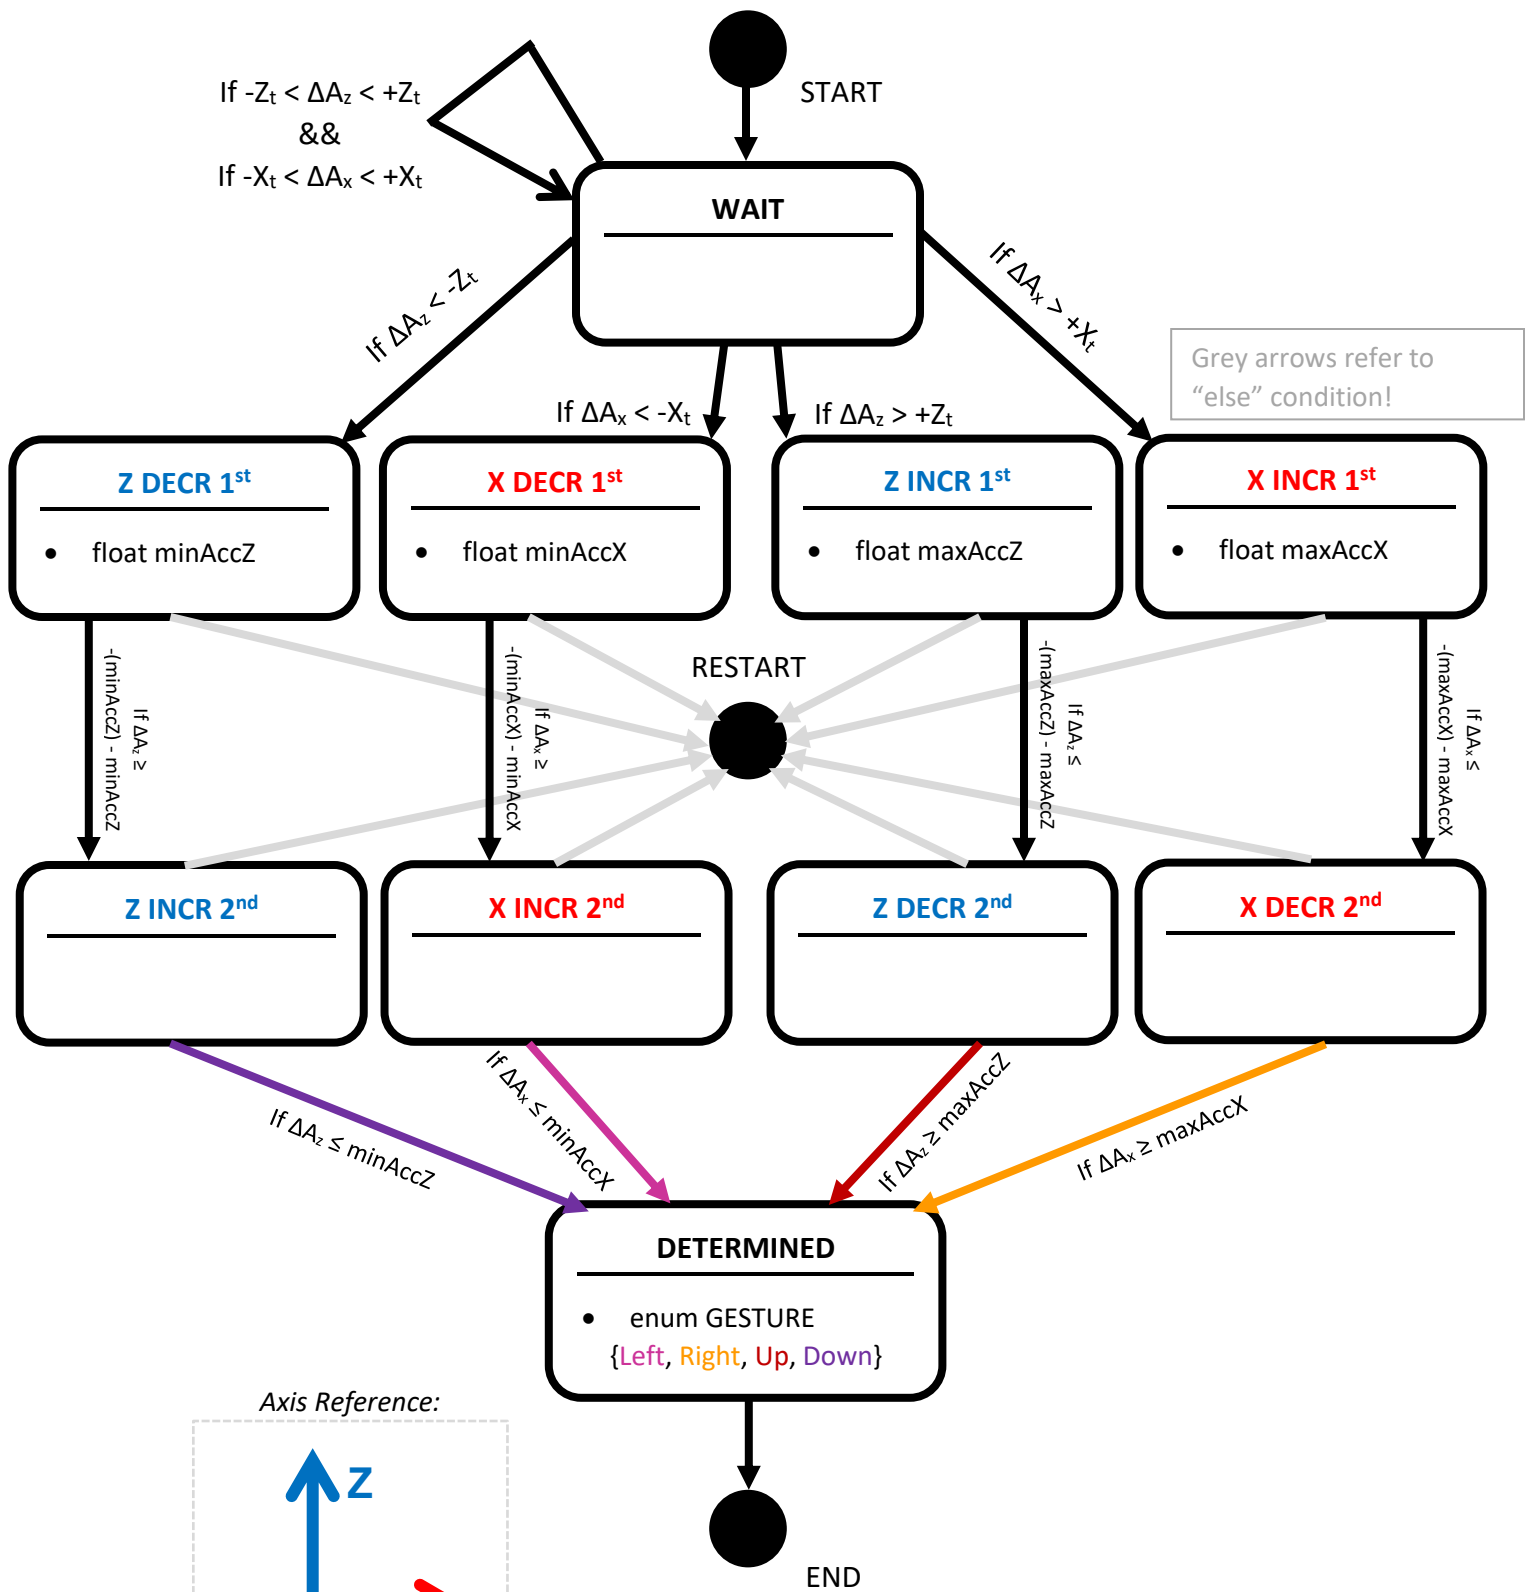 START
If -Zt < ΔAz < +Zt
&&
If -Xt < ΔAx < +Xt
WAIT
If ΔAz < -Zt
If ΔAx > +Xt
Grey arrows refer to
“else” condition!
If ΔAx < -Xt
If ΔAz > +Zt
Z DECR 1st
• float minAccZ
X DECR 1st
• float minAccX
Z INCR 1st
• float maxAccZ
X INCR 1st
• float maxAccX
RESTART
If ΔAz ≥
-(minAccZ) - minAccZ
If ΔAx ≥
-(minAccX) - minAccX
If ΔAz ≤
-(maxAccZ) - maxAccZ
If ΔAx ≤
-(maxAccX) - maxAccX
Z INCR 2nd
X INCR 2nd
Z DECR 2nd
X DECR 2nd
If ΔAz ≤ minAccZ
If ΔAx ≤ minAccX
If ΔAz ≥ maxAccZ
If ΔAx ≥ maxAccX
DETERMINED
• enum GESTURE
{Left, Right, Up, Down}
Axis Reference:
Z
END